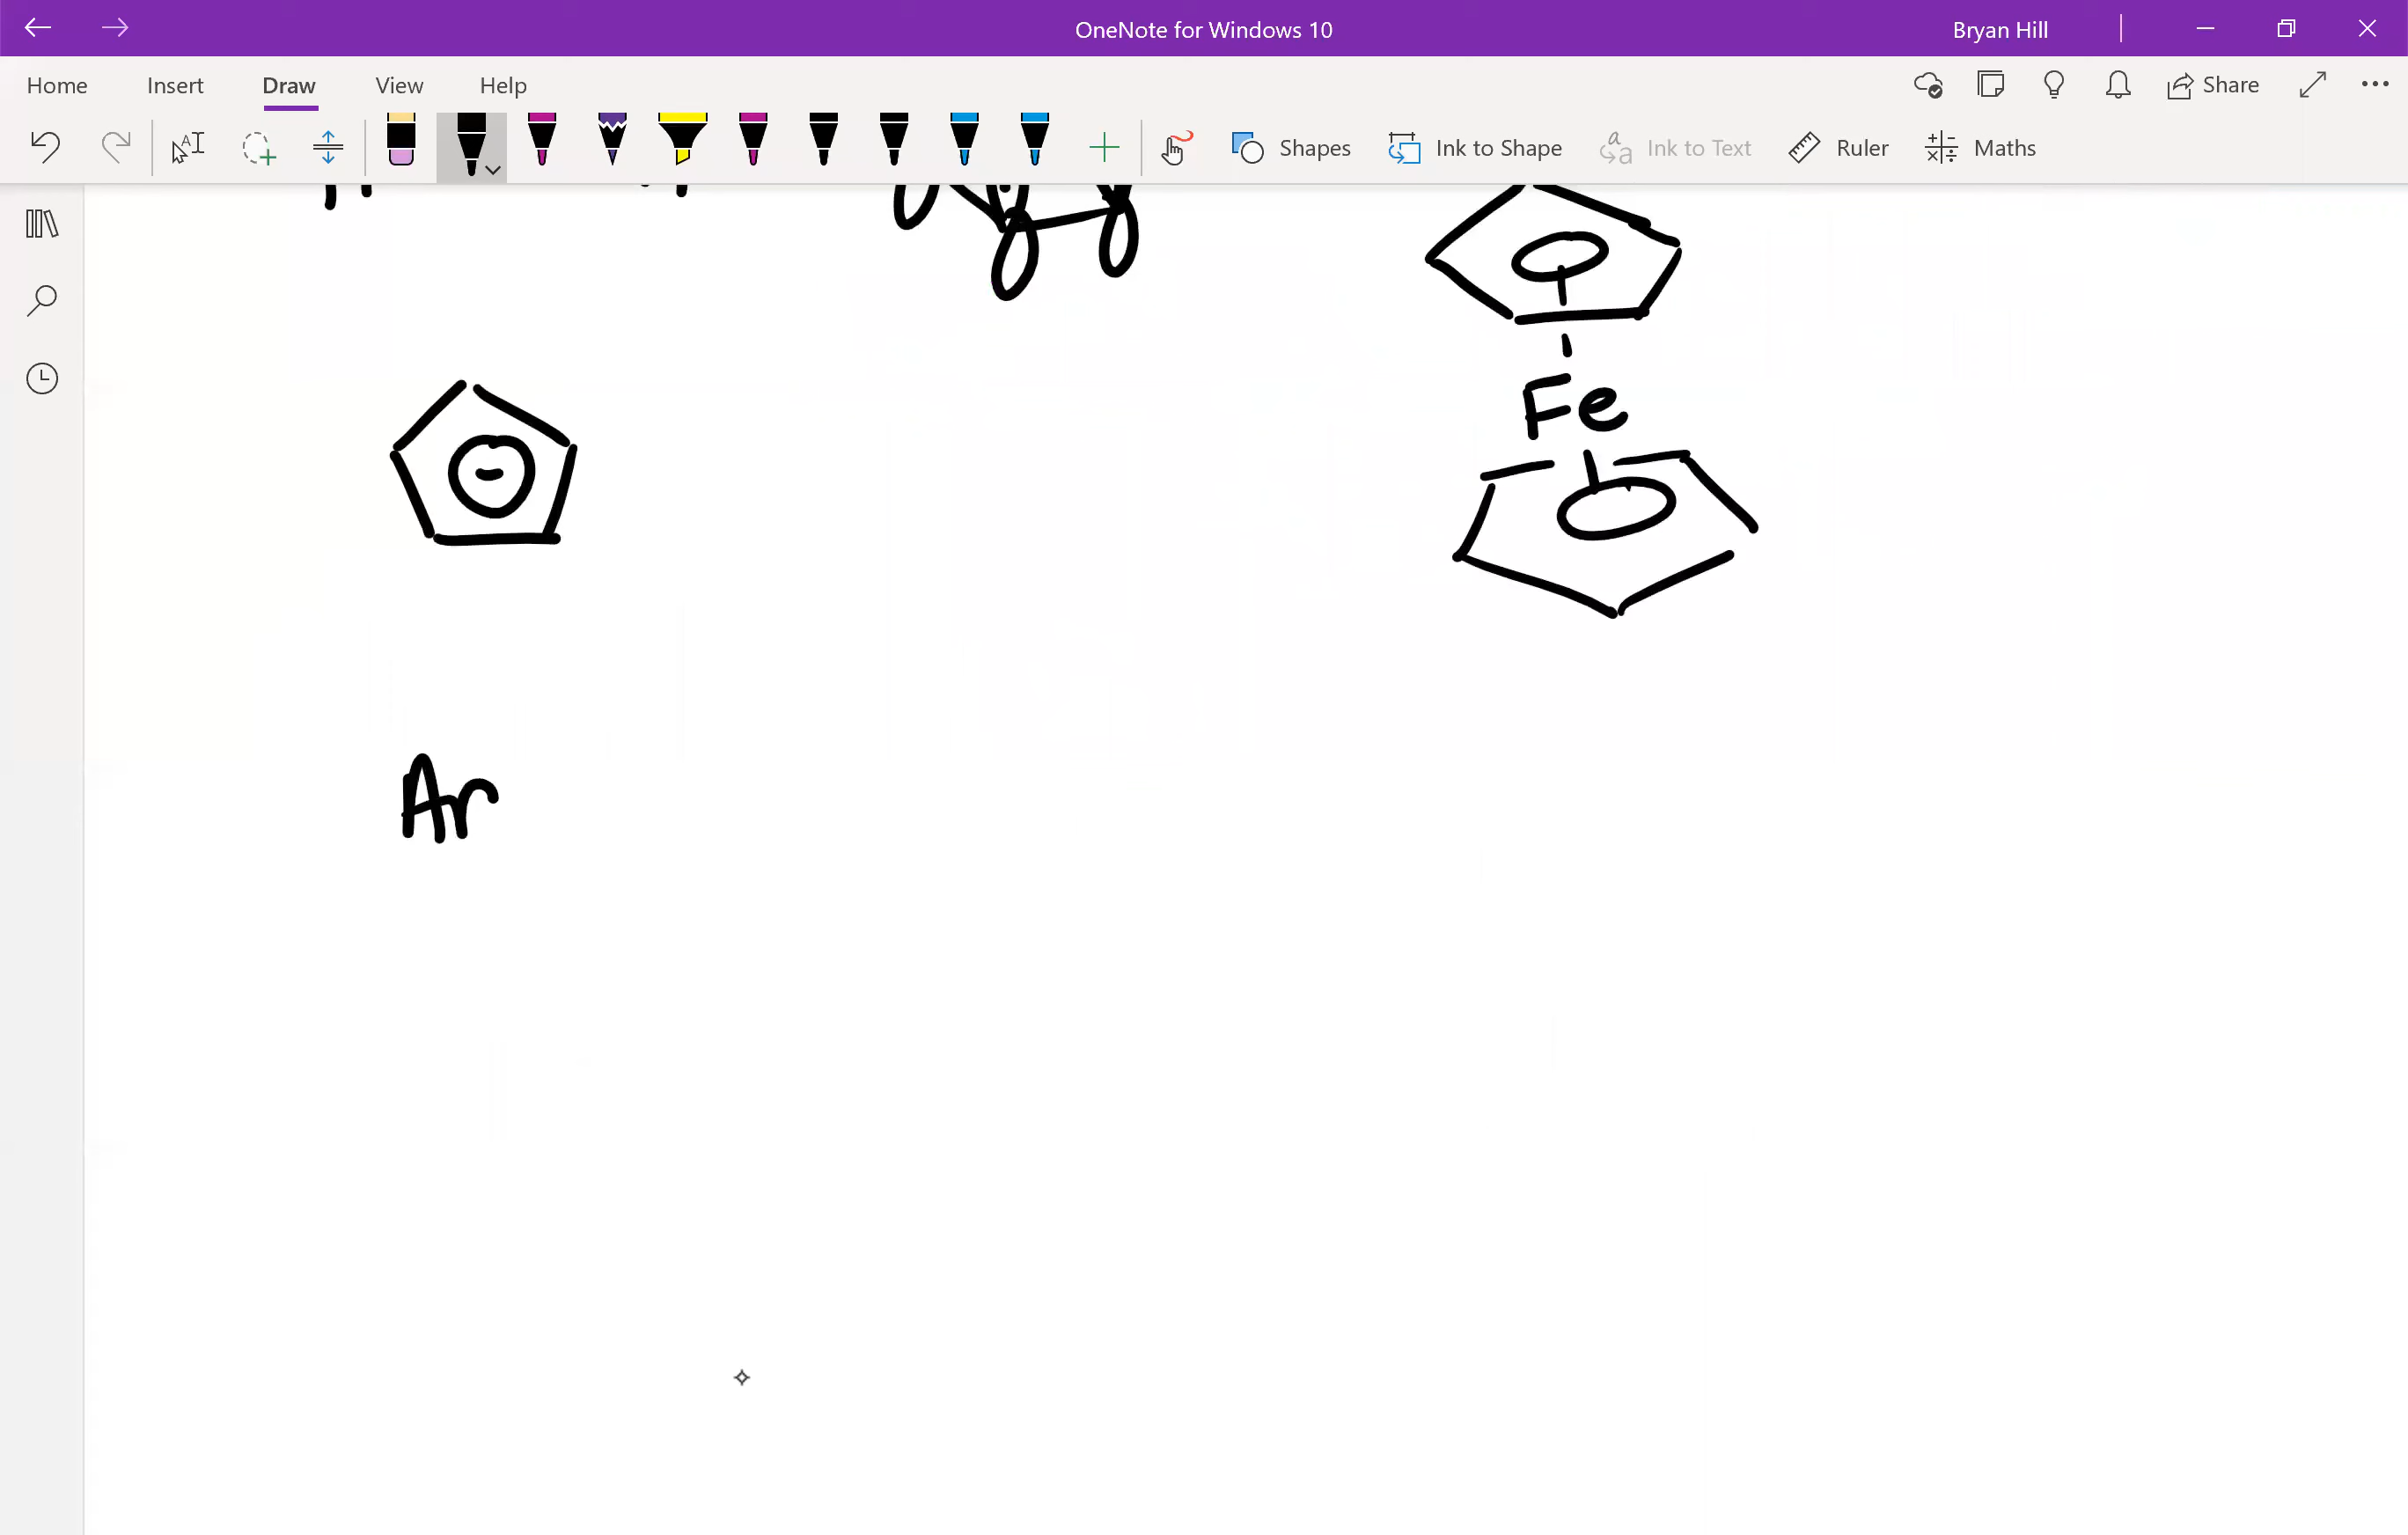 OneNote for Windows 10
Bryan Hill
Home Insert Draw View Help
Share
Shapes Ink to Shape Ink to Text Ruler Maths
Fe
-
Ar